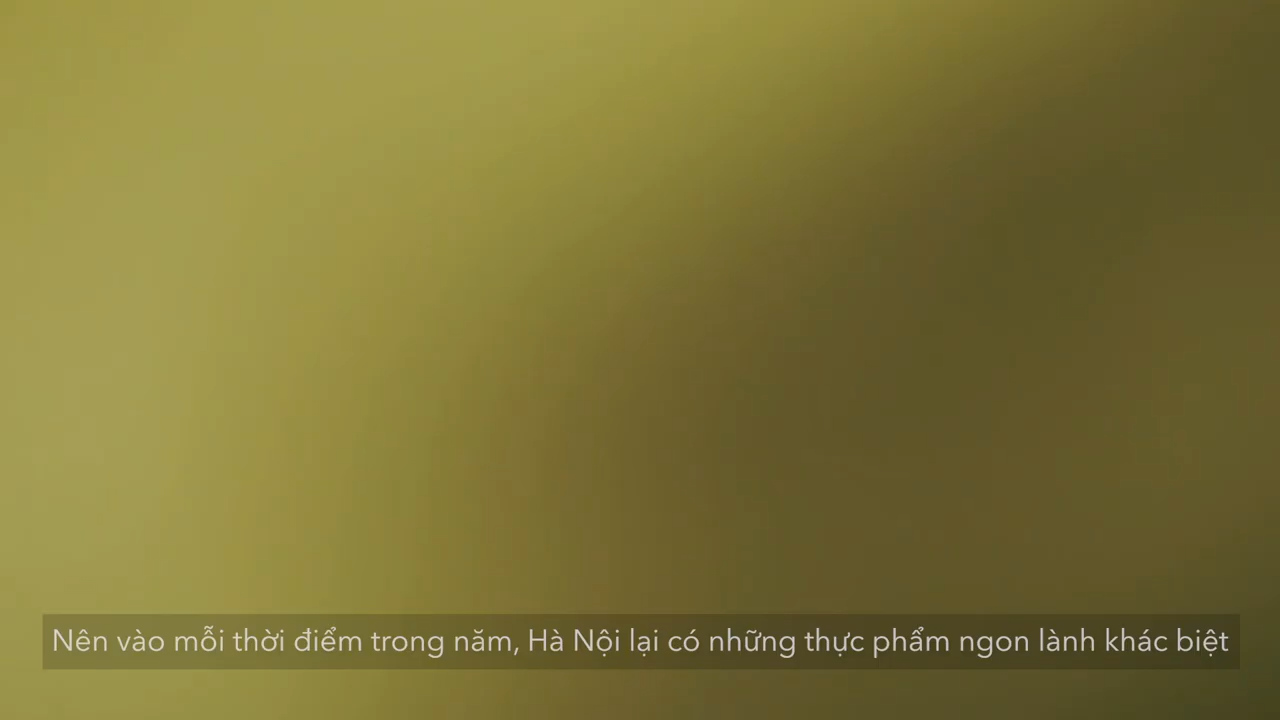 Nên vào mỗi thời điểm trong năm, Hà Nội lại có những thực phẩm ngon lành khác biệt